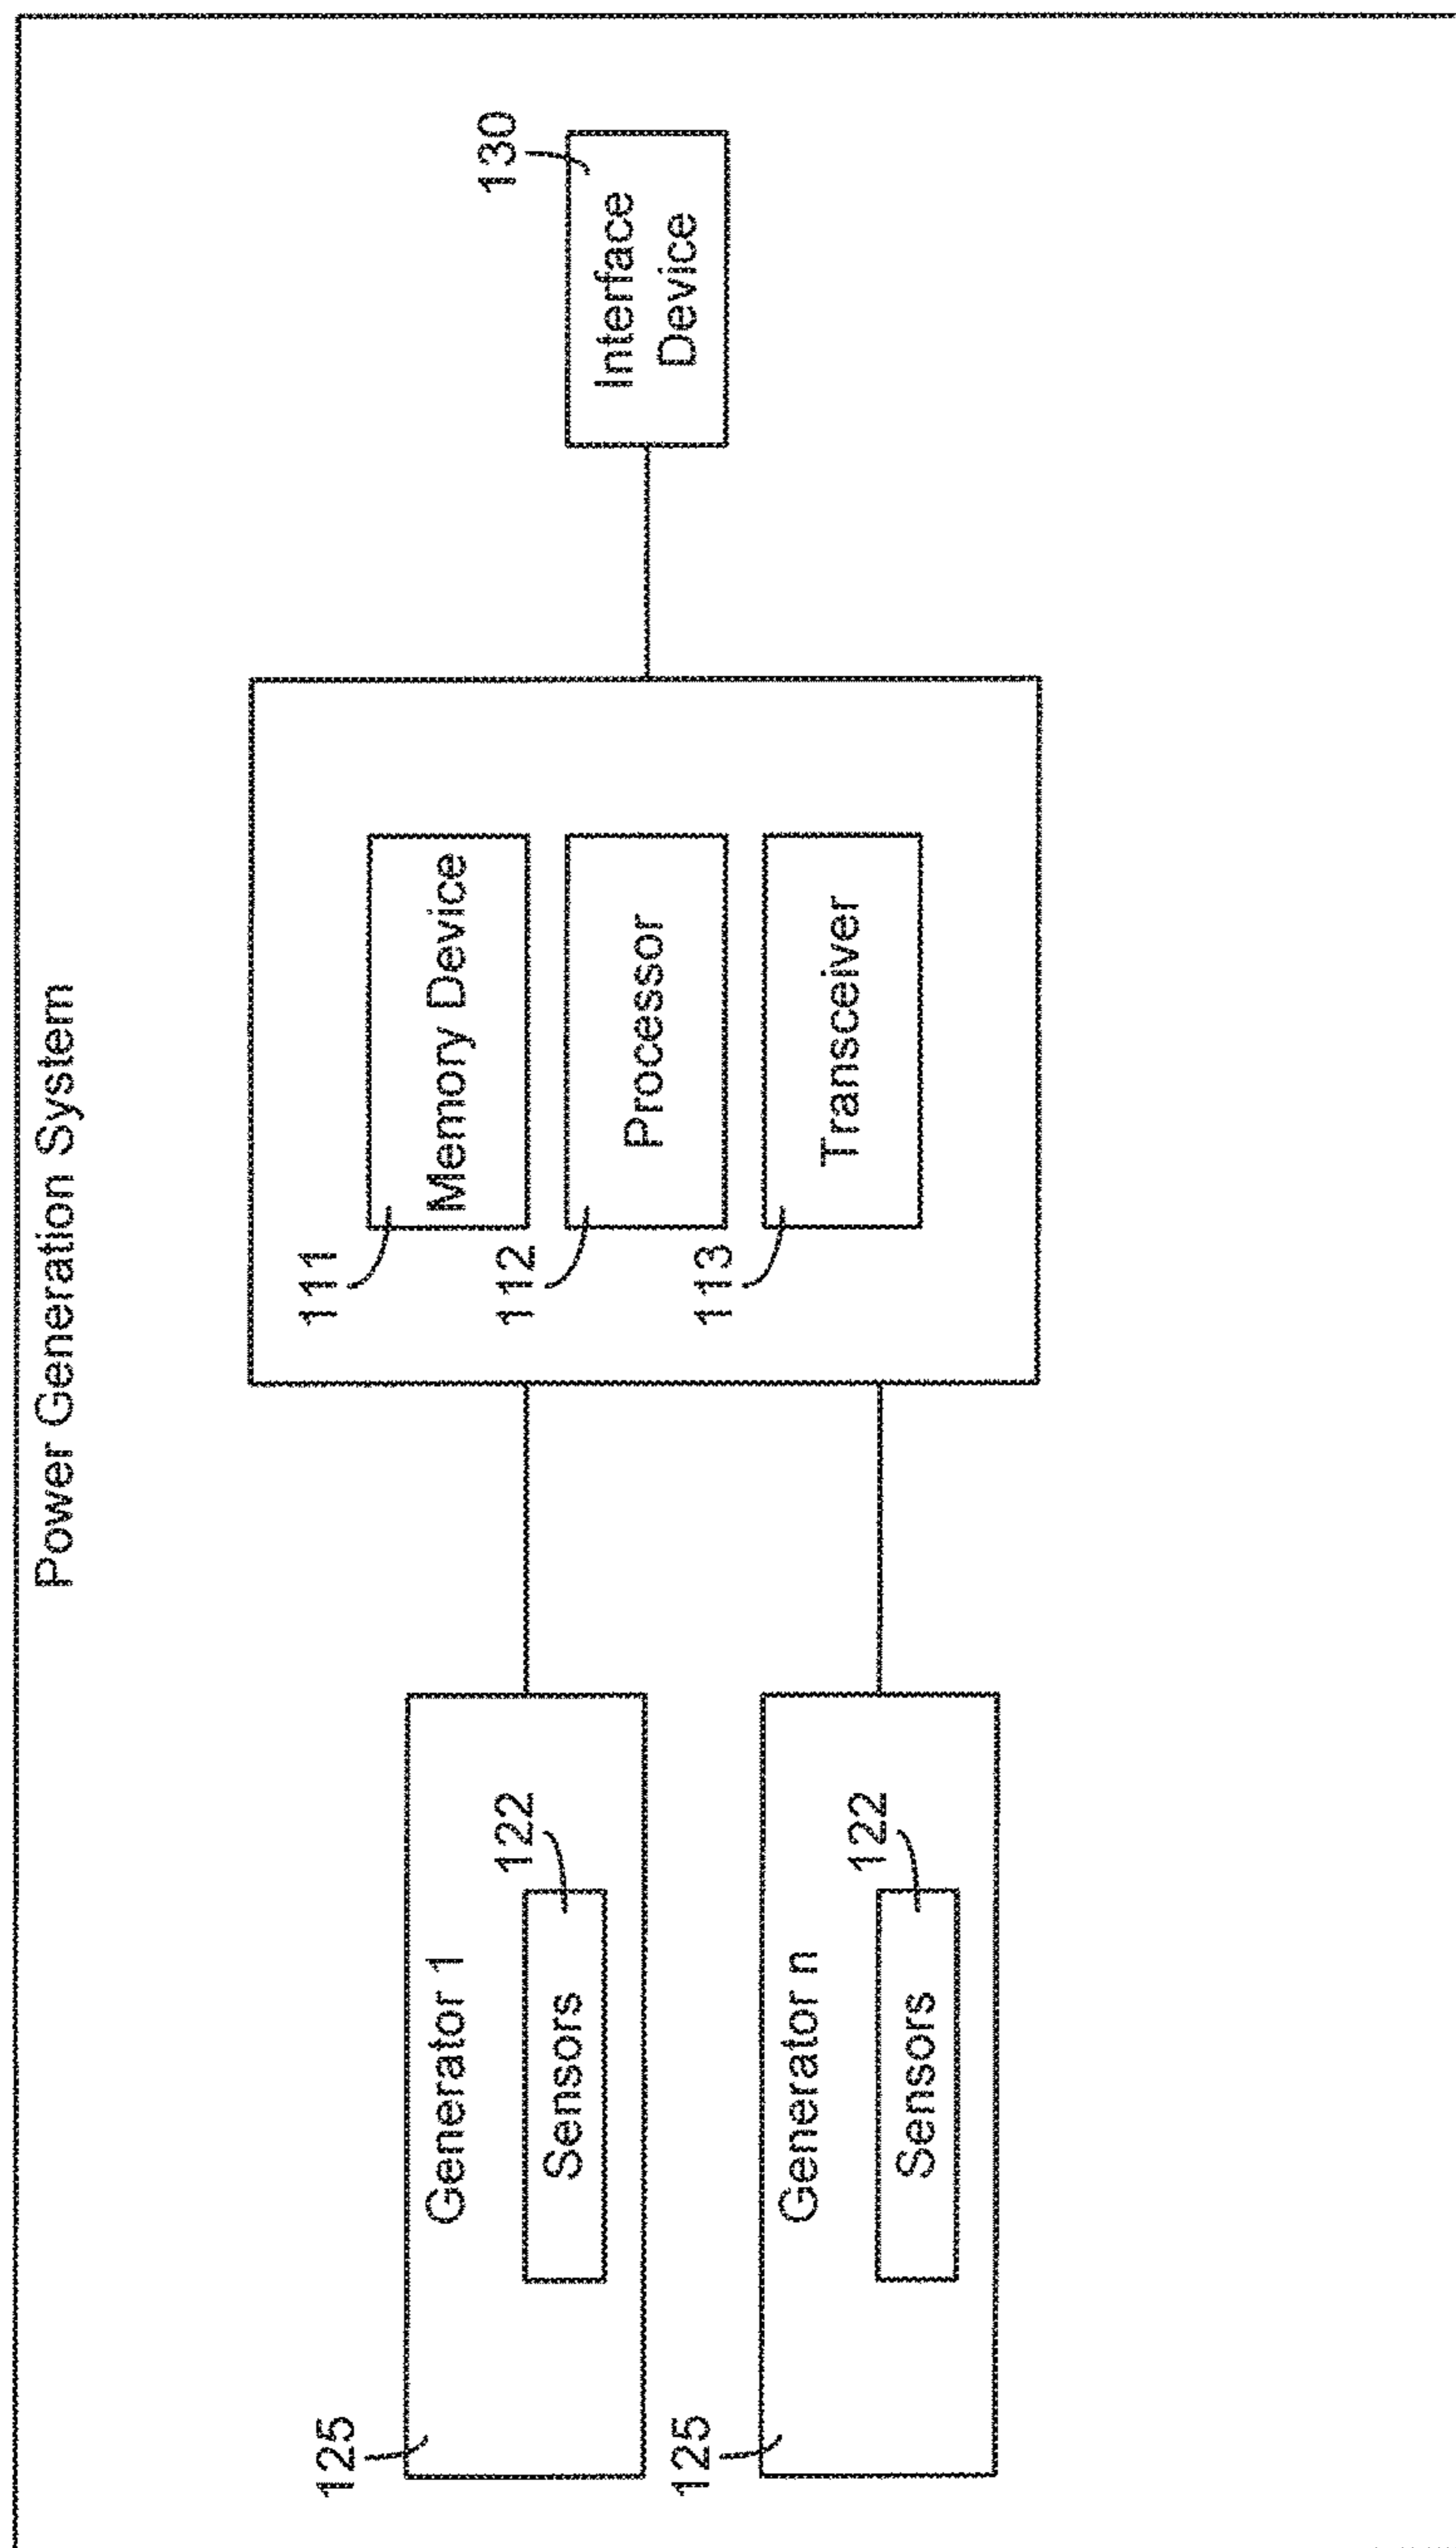 Power Generation System
125
Generator 1
122
Sensors
125
Generator n
122
Sensors
111
Memory Device
112
Processor
113
Transceiver
130
Interface
Device